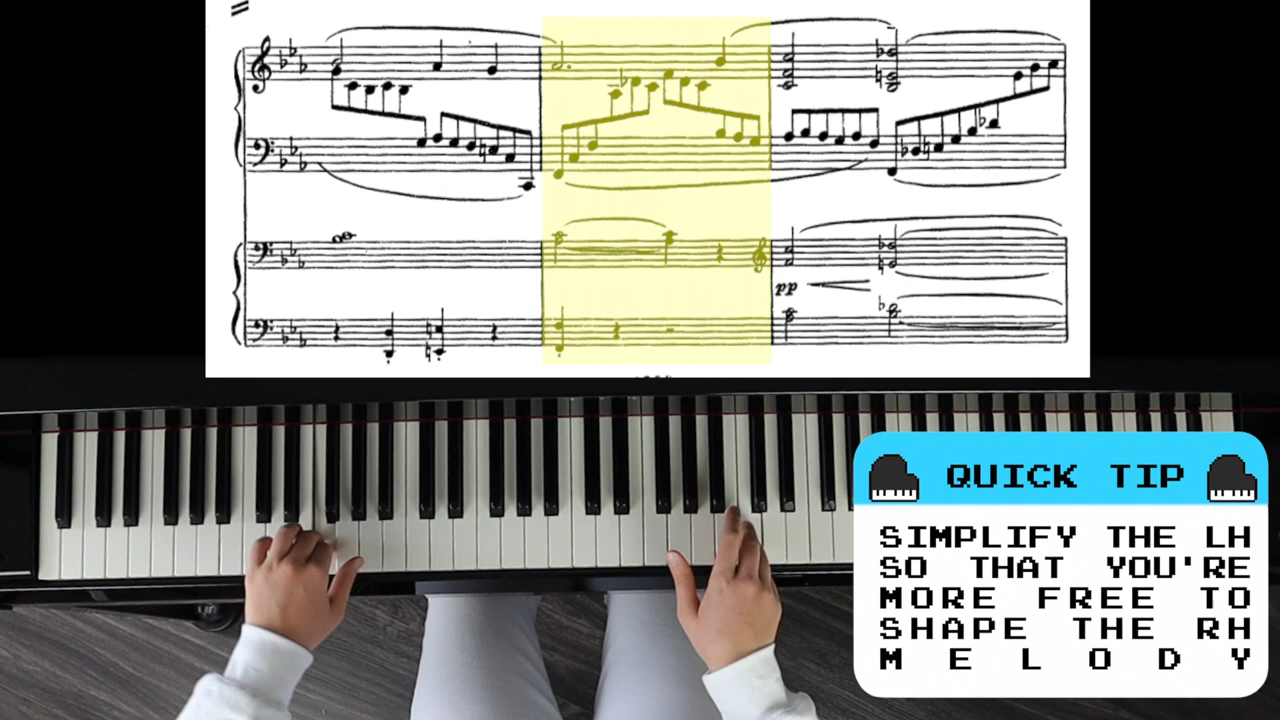 pp
QUICK TIP
SIMPLIFY THE LH
SO THAT YOU'RE
MORE FREE TO
SHAPE THE RH
MELODY